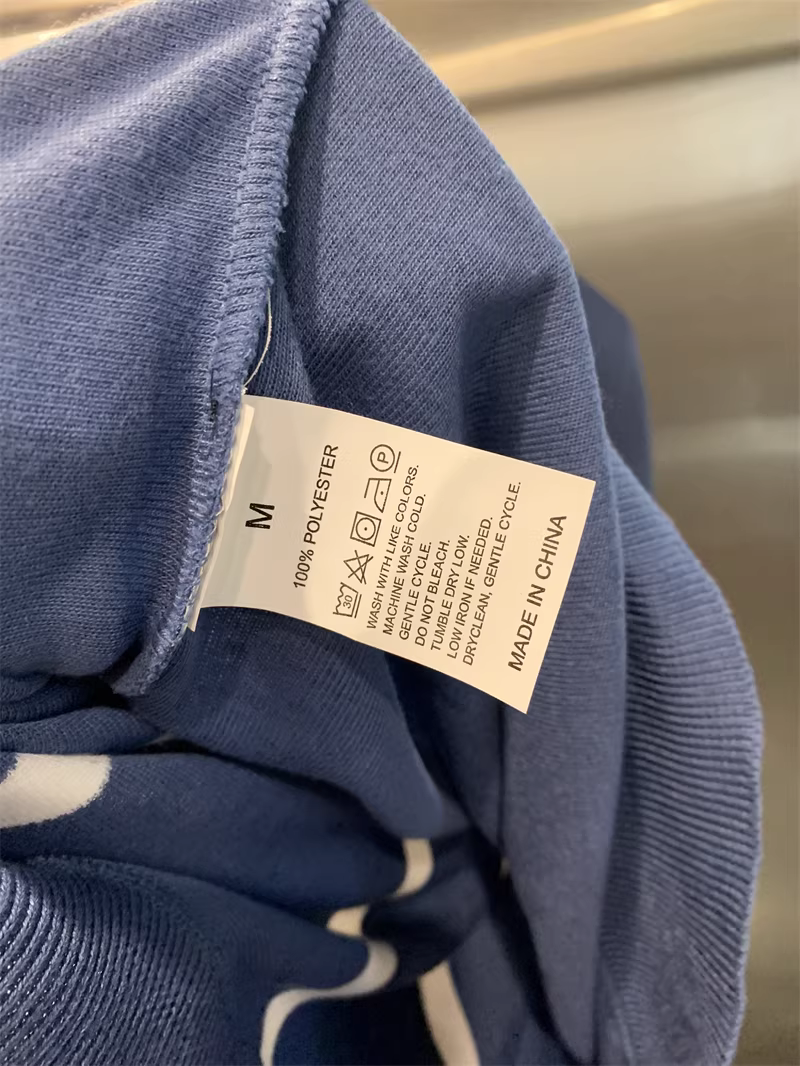 M
100% POLYESTER
30 P
WASH WITH LIKE COLORS.
MACHINE WASH COLD.
GENTLE CYCLE.
DO NOT BLEACH.
TUMBLE DRY LOW.
LOW IRON IF NEEDED.
DRYCLEAN, GENTLE CYCLE.
MADE IN CHINA